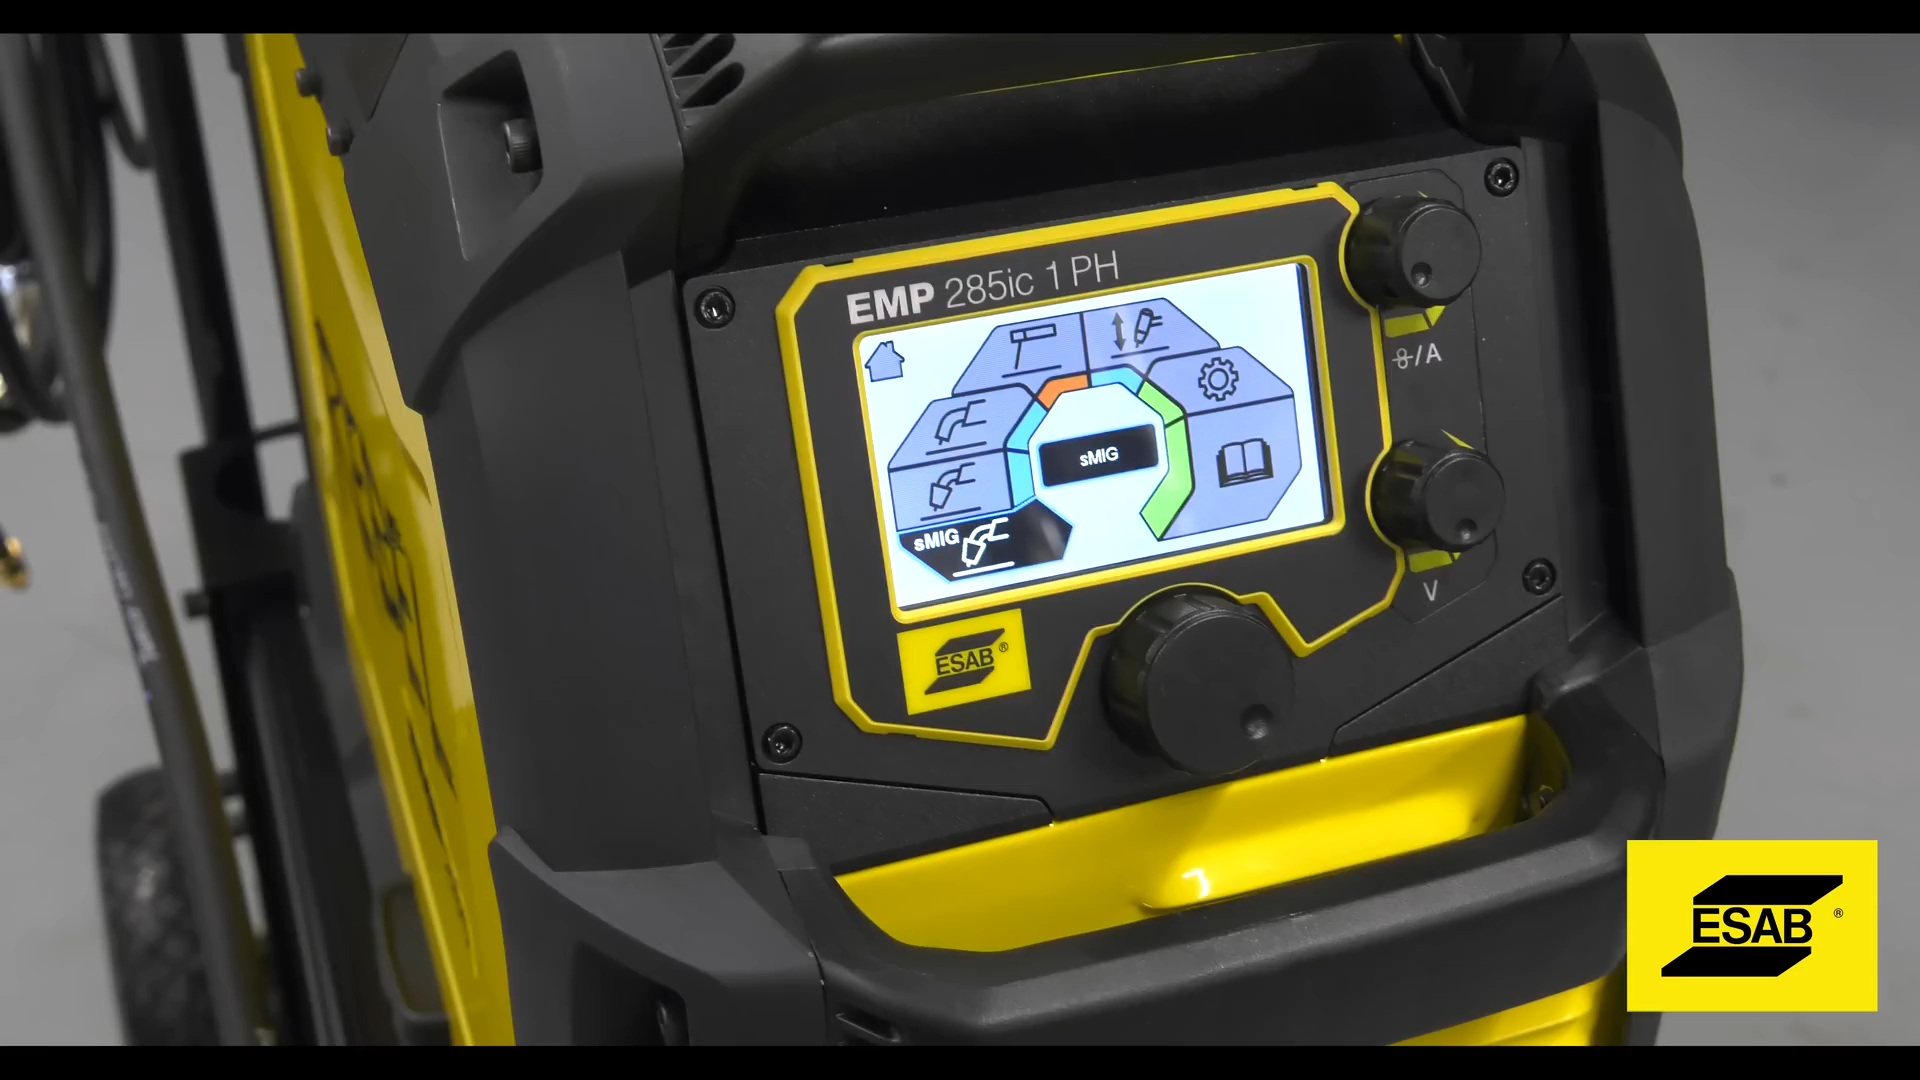 EMP 285ic 1 PH
sMIG
sMIG
/A
V
ESAB®
ESAB®